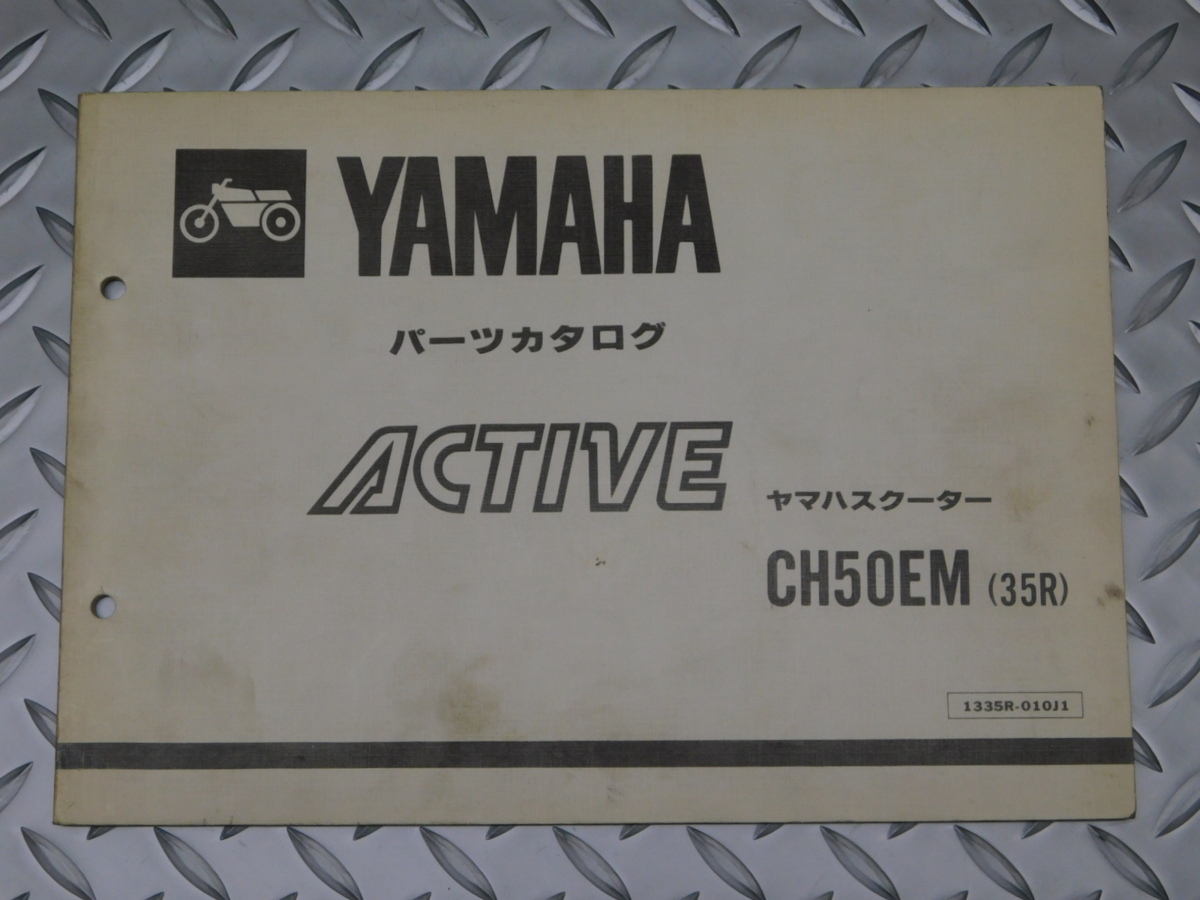 YAMAHA
パーツカタログ
ACTIVE
ヤマハスクーター
CH50EM (35R)
1335R-010J1